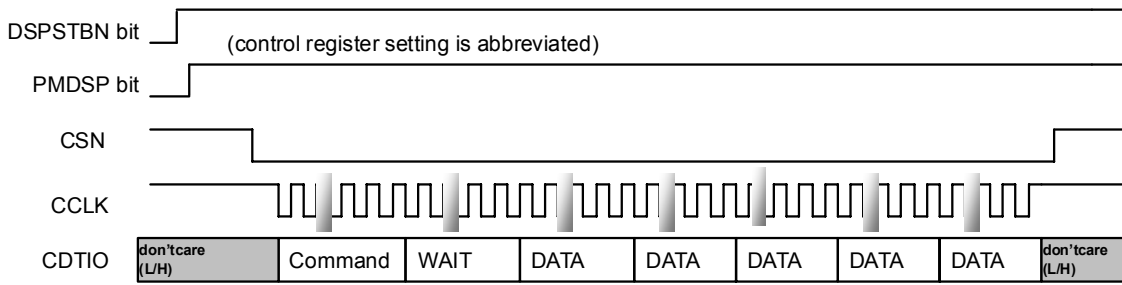 DSPSTBN bit
(control register setting is abbreviated)
PMDSP bit
CSN
CCLK
CDTIO
don'tcare
(L/H)
Command
WAIT
DATA
DATA
DATA
DATA
DATA
don'tcare
(L/H)